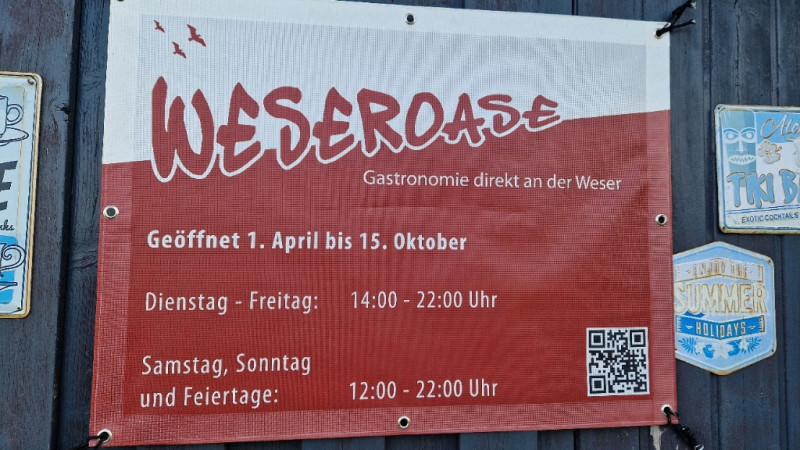 WESEROASE
Gastronomie direkt an der Weser
Geöffnet 1. April bis 15. Oktober
Dienstag - Freitag: 14:00 - 22:00 Uhr
Samstag, Sonntag
und Feiertage: 12:00 - 22:00 Uhr
TIKI
EXOTIC COCKTAILS
SUMMER
HOLIDAYS